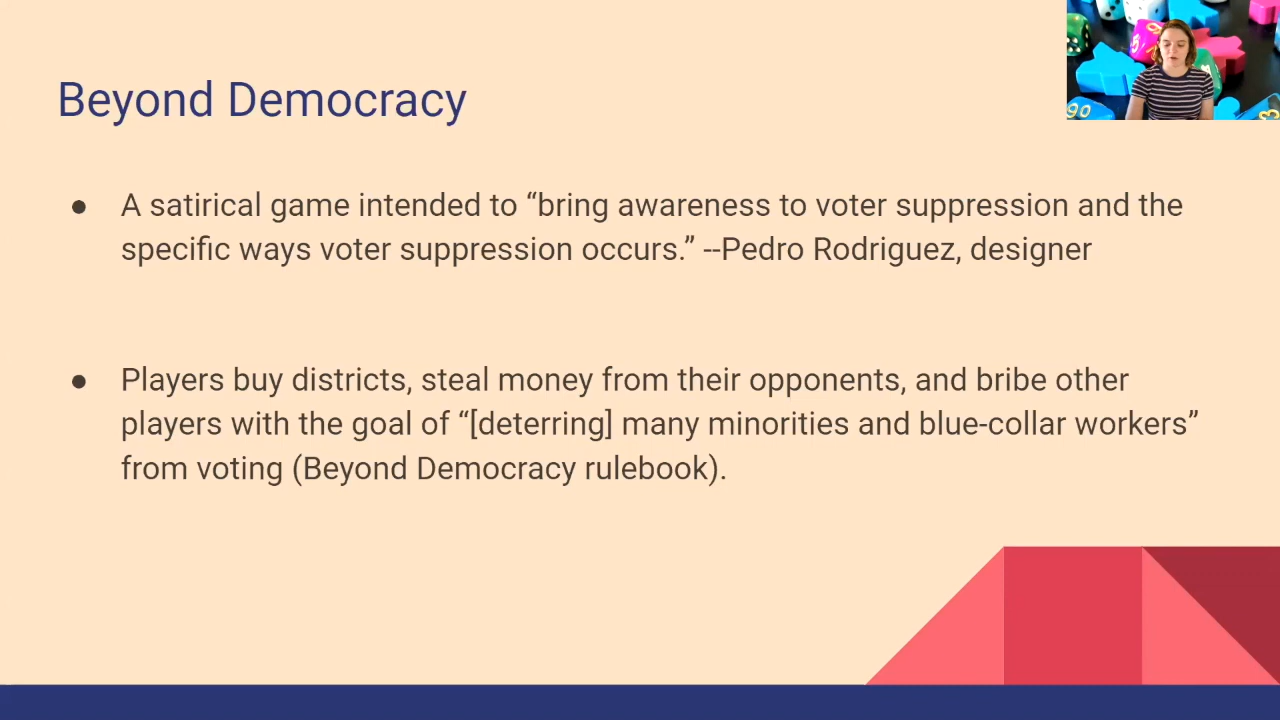 Beyond Democracy
● A satirical game intended to “bring awareness to voter suppression and the
specific ways voter suppression occurs.” --Pedro Rodriguez, designer
● Players buy districts, steal money from their opponents, and bribe other
players with the goal of “[deterring] many minorities and blue-collar workers”
from voting (Beyond Democracy rulebook).
90